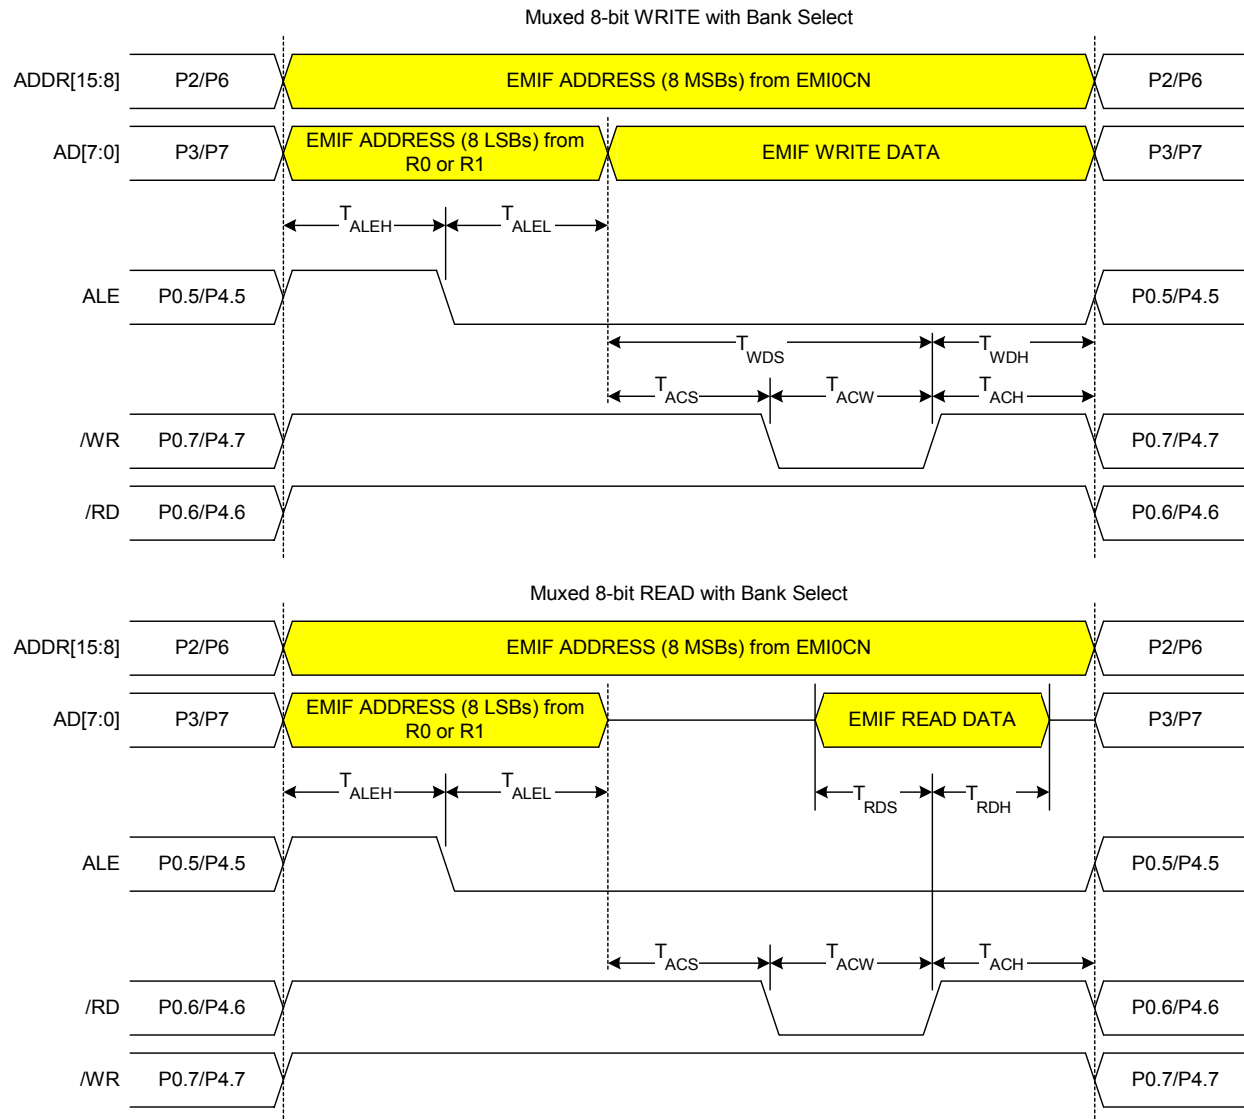 Muxed 8-bit WRITE with Bank Select
ADDR[15:8] P2/P6 EMIF ADDRESS (8 MSBs) from EMI0CN P2/P6
AD[7:0] P3/P7 EMIF ADDRESS (8 LSBs) from
R0 or R1 EMIF WRITE DATA P3/P7
TALEH TALEL
ALE P0.5/P4.5 P0.5/P4.5
TWDS TWDH
TACS TACW TACH
/WR P0.7/P4.7 P0.7/P4.7
/RD P0.6/P4.6 P0.6/P4.6
Muxed 8-bit READ with Bank Select
ADDR[15:8] P2/P6 EMIF ADDRESS (8 MSBs) from EMI0CN P2/P6
AD[7:0] P3/P7 EMIF ADDRESS (8 LSBs) from
R0 or R1 EMIF READ DATA P3/P7
TALEH TALEL TRDS TRDH
ALE P0.5/P4.5 P0.5/P4.5
TACS TACW TACH
/RD P0.6/P4.6 P0.6/P4.6
/WR P0.7/P4.7 P0.7/P4.7